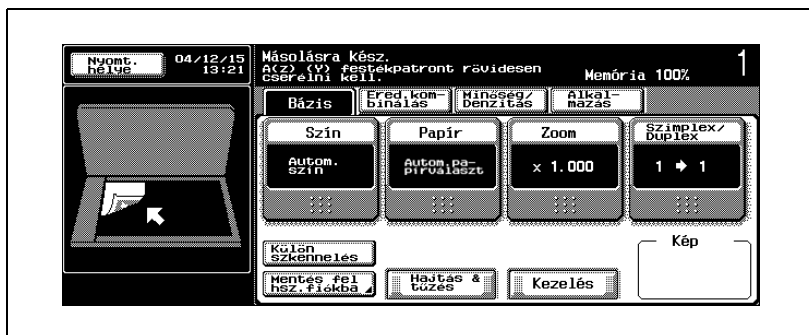 Nyomt.
helye
04/12/15
13:21
Másolásra kész.
A(z) (Y) festékpatront rövidesen
cserélni kell.
Memória 100%
1
Bázis
Ered.kom-
binálás
Minőség/
Denzitás
Alkal-
mazás
Szín
Papír
Zoom
Szimplex/
Duplex
Autom.
szín
Autom.pa-
pírválaszt
x 1.000
1 → 1
Külön
szkennelés
Kép
Mentés fel
hsz.fiókba
Hajtás &
tűzés
Kezelés